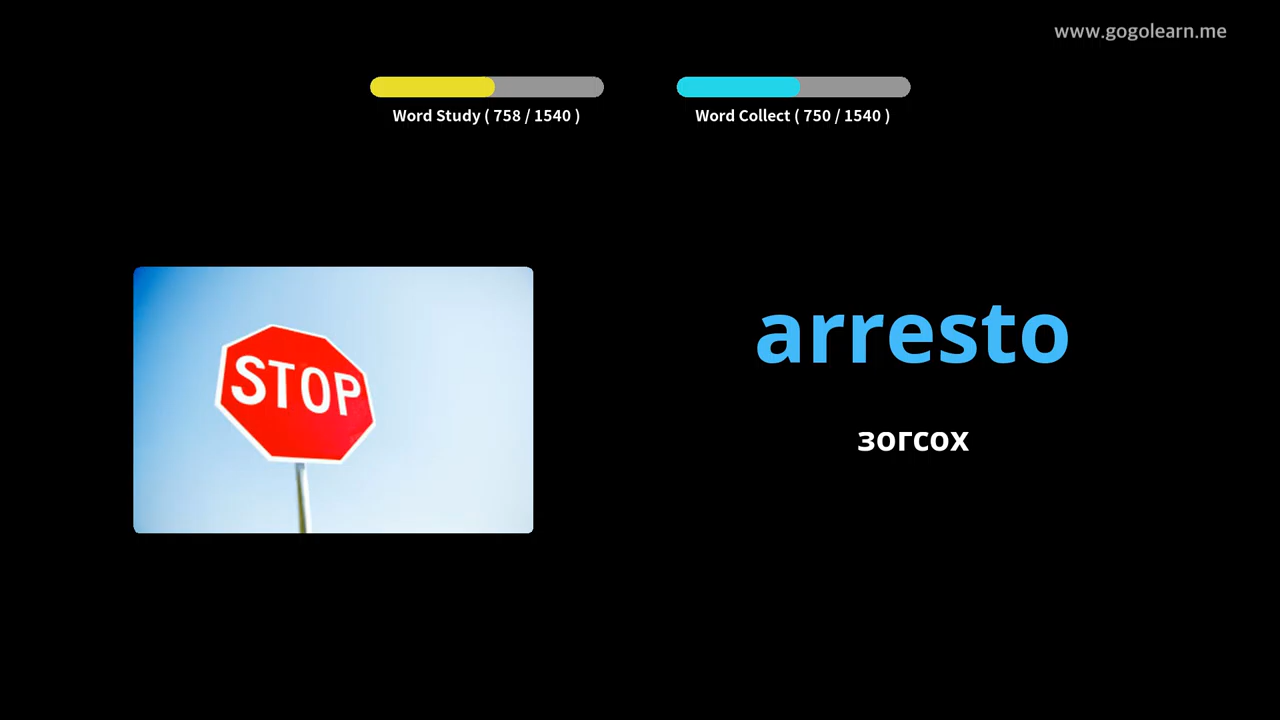 www.gogolearn.me
Word Study ( 758 / 1540 )
Word Collect ( 750 / 1540 )
STOP
arresto
зогсох